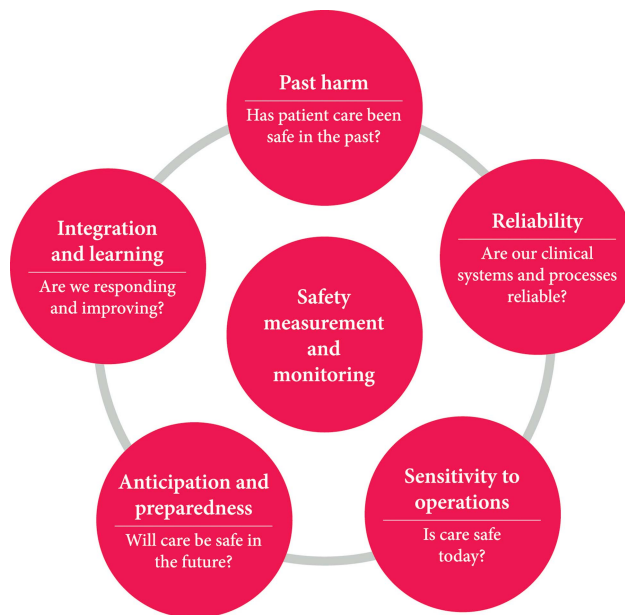 Past harm
Has patient care been
safe in the past?
Reliability
Are our clinical
systems and processes
reliable?
Sensitivity to
operations
Is care safe
today?
Anticipation and
preparedness
Will care be safe in
the future?
Integration
and learning
Are we responding
and improving?
Safety
measurement
and
monitoring